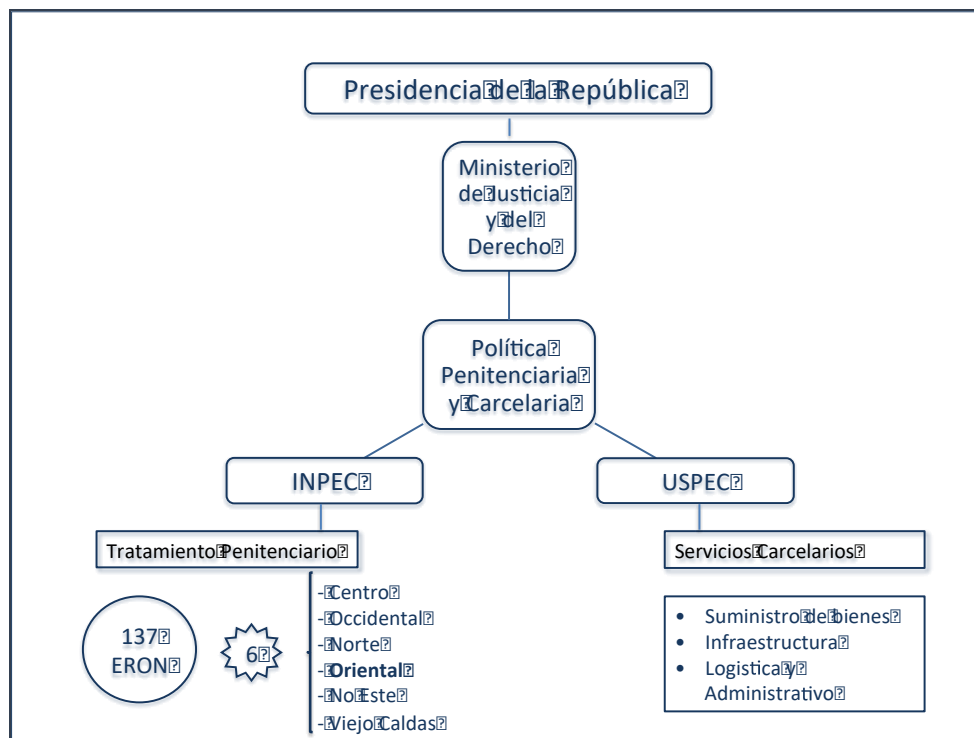 Presidencia de la República
Ministerio
de Justicia
y del
Derecho
Política
Penitenciaria
y Carcelaria
INPEC
USPEC
Tratamiento Penitenciario
Servicios Carcelarios
137
ERON
6
- Centro
- Occidental
- Norte
- Oriental
- No Este
- Viejo Caldas
• Suministro de bienes
• Infraestructura
• Logistica y
Administrativo